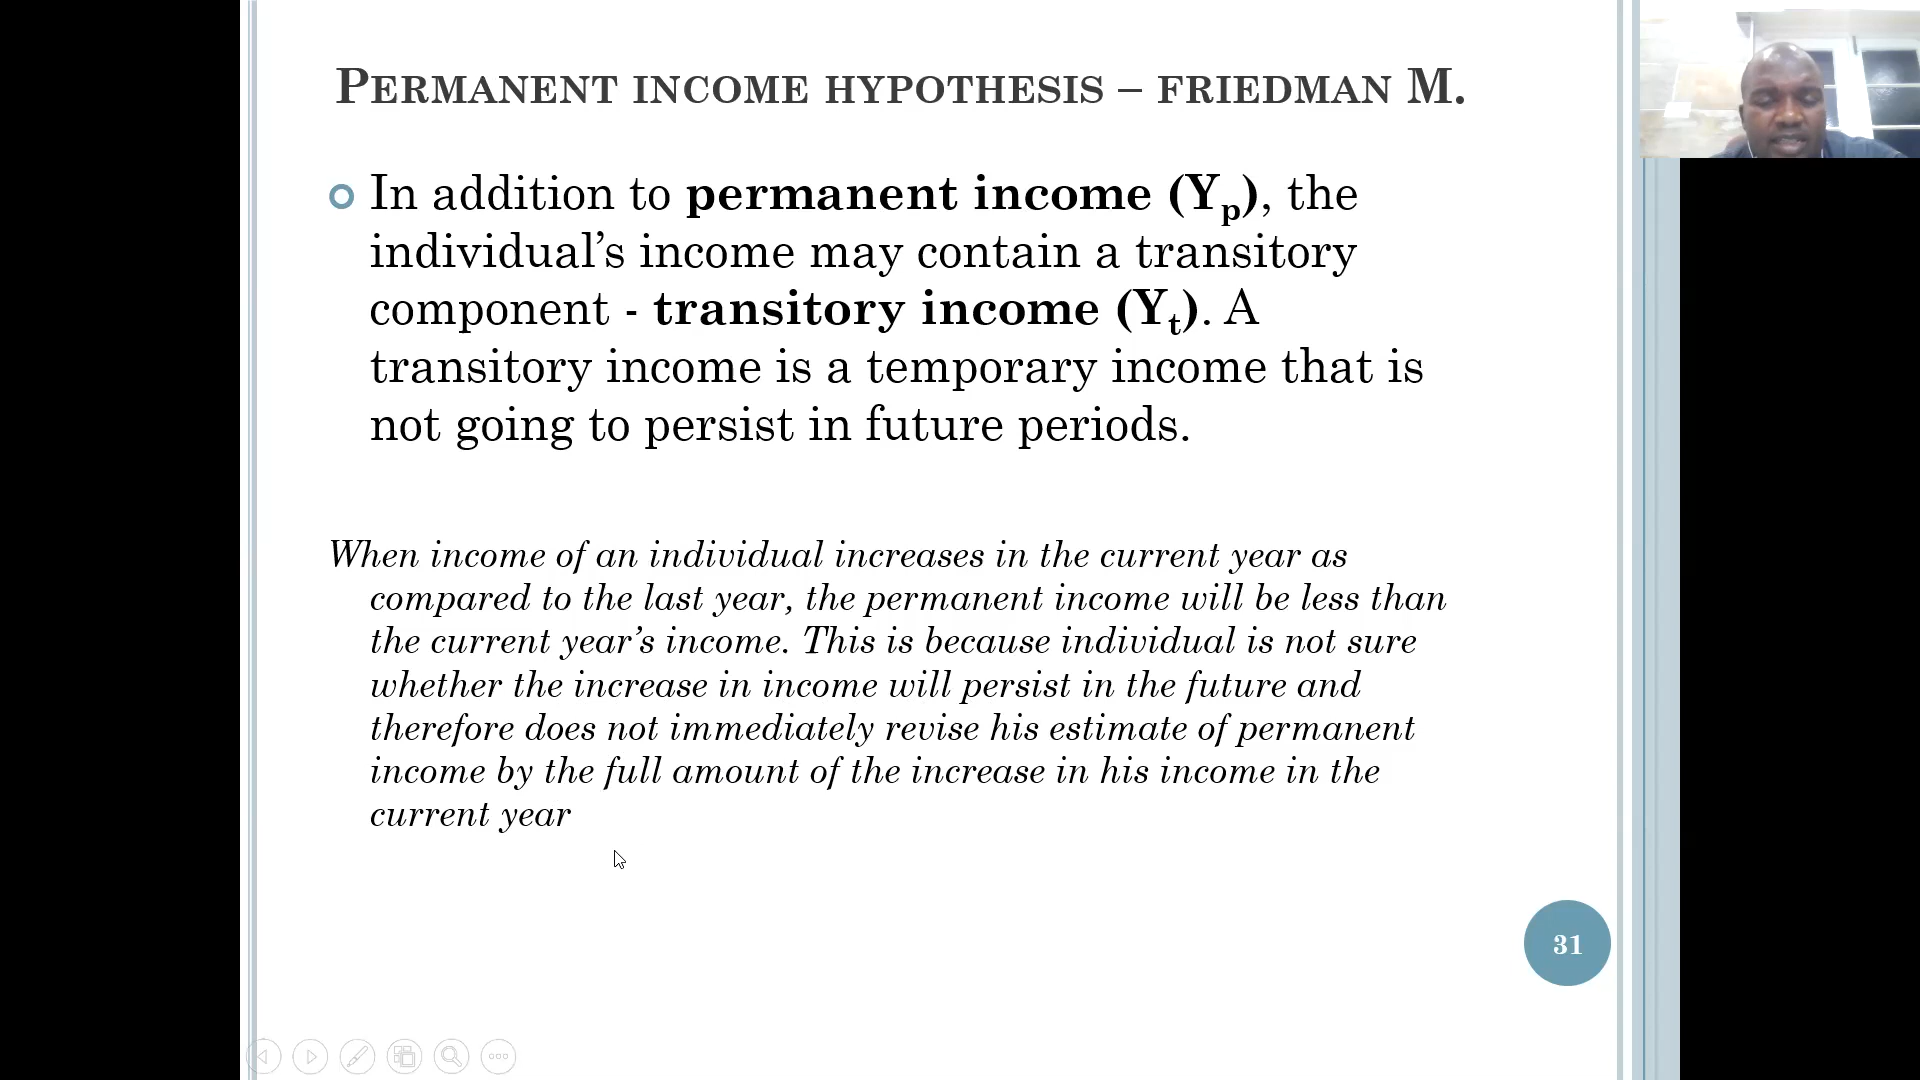 PERMANENT INCOME HYPOTHESIS – FRIEDMAN M.
In addition to permanent income (Yp), the
individual’s income may contain a transitory
component - transitory income (Yt). A
transitory income is a temporary income that is
not going to persist in future periods.
When income of an individual increases in the current year as
compared to the last year, the permanent income will be less than
the current year’s income. This is because individual is not sure
whether the increase in income will persist in the future and
therefore does not immediately revise his estimate of permanent
income by the full amount of the increase in his income in the
current year
31